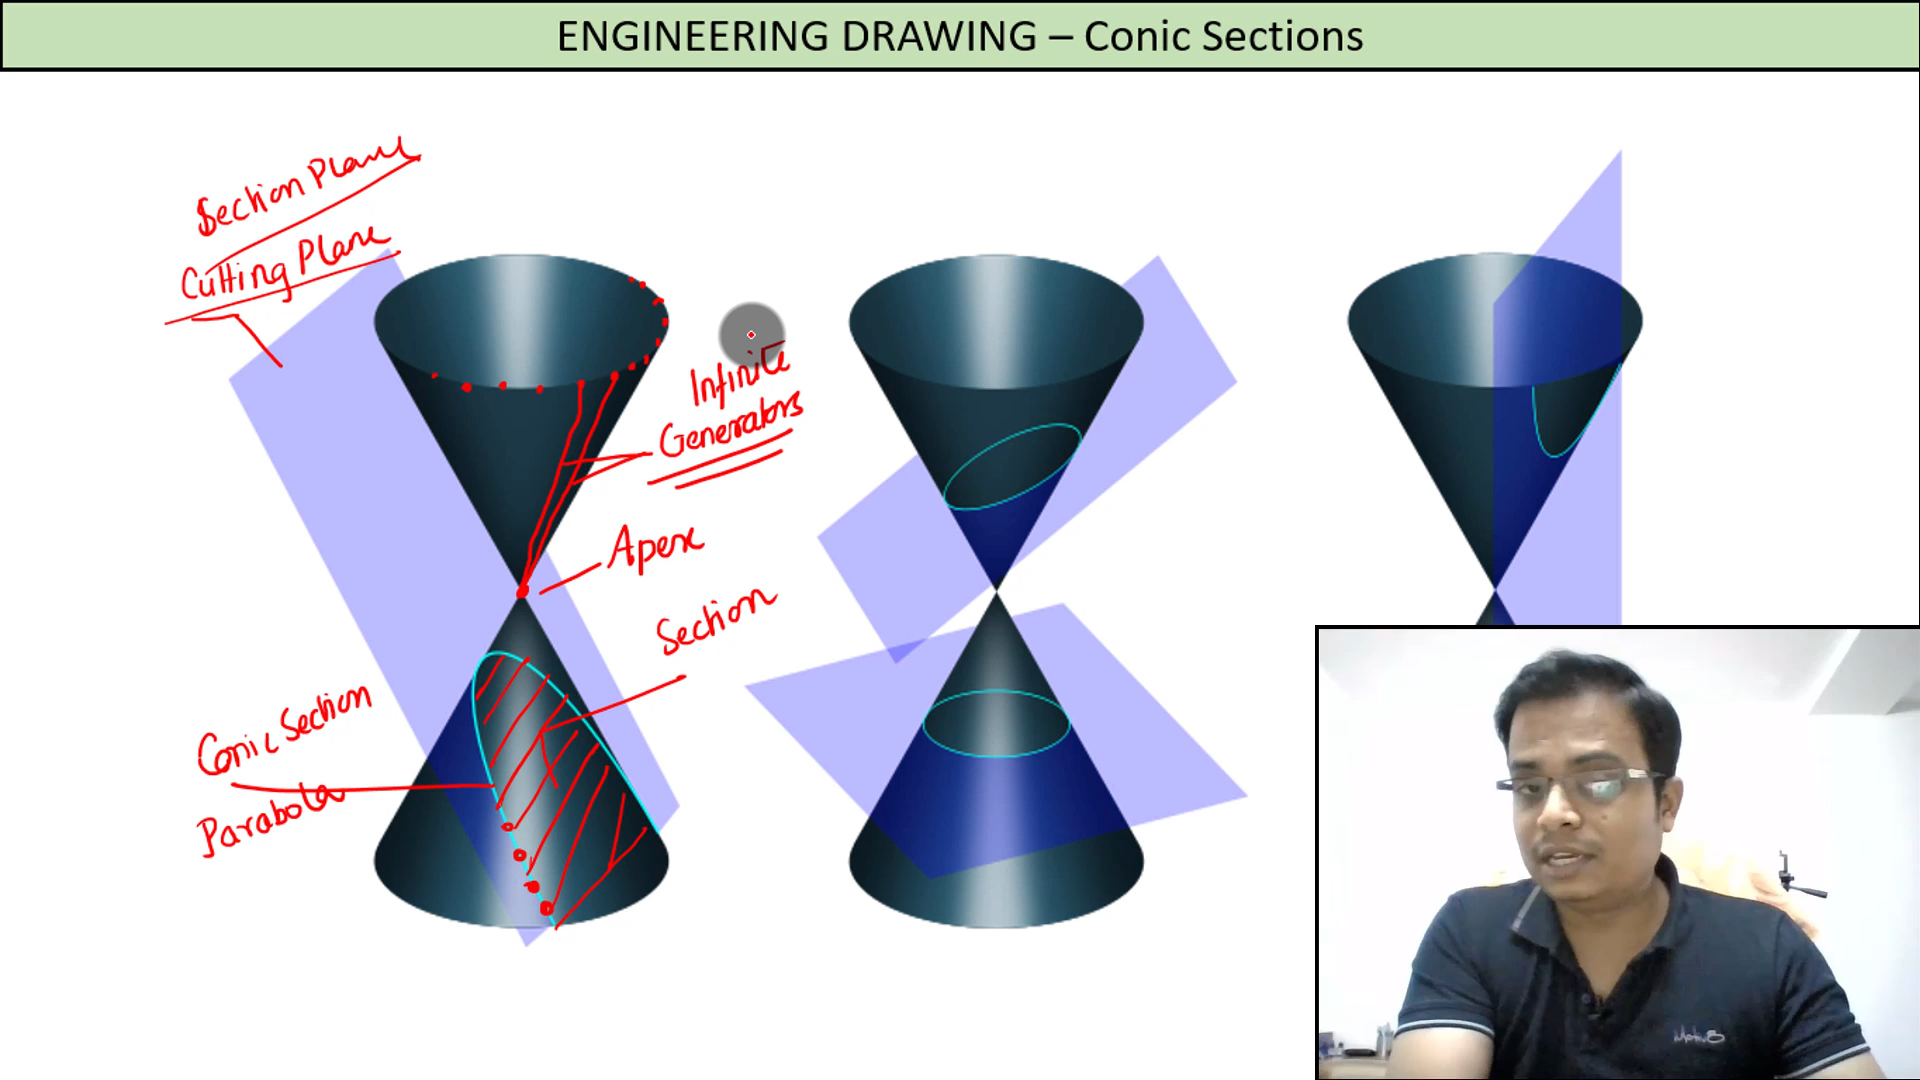 ENGINEERING DRAWING – Conic Sections
Section Plane
Cutting Plane
Infinite
Generators
Apex
Section
Conic Section
Parabola